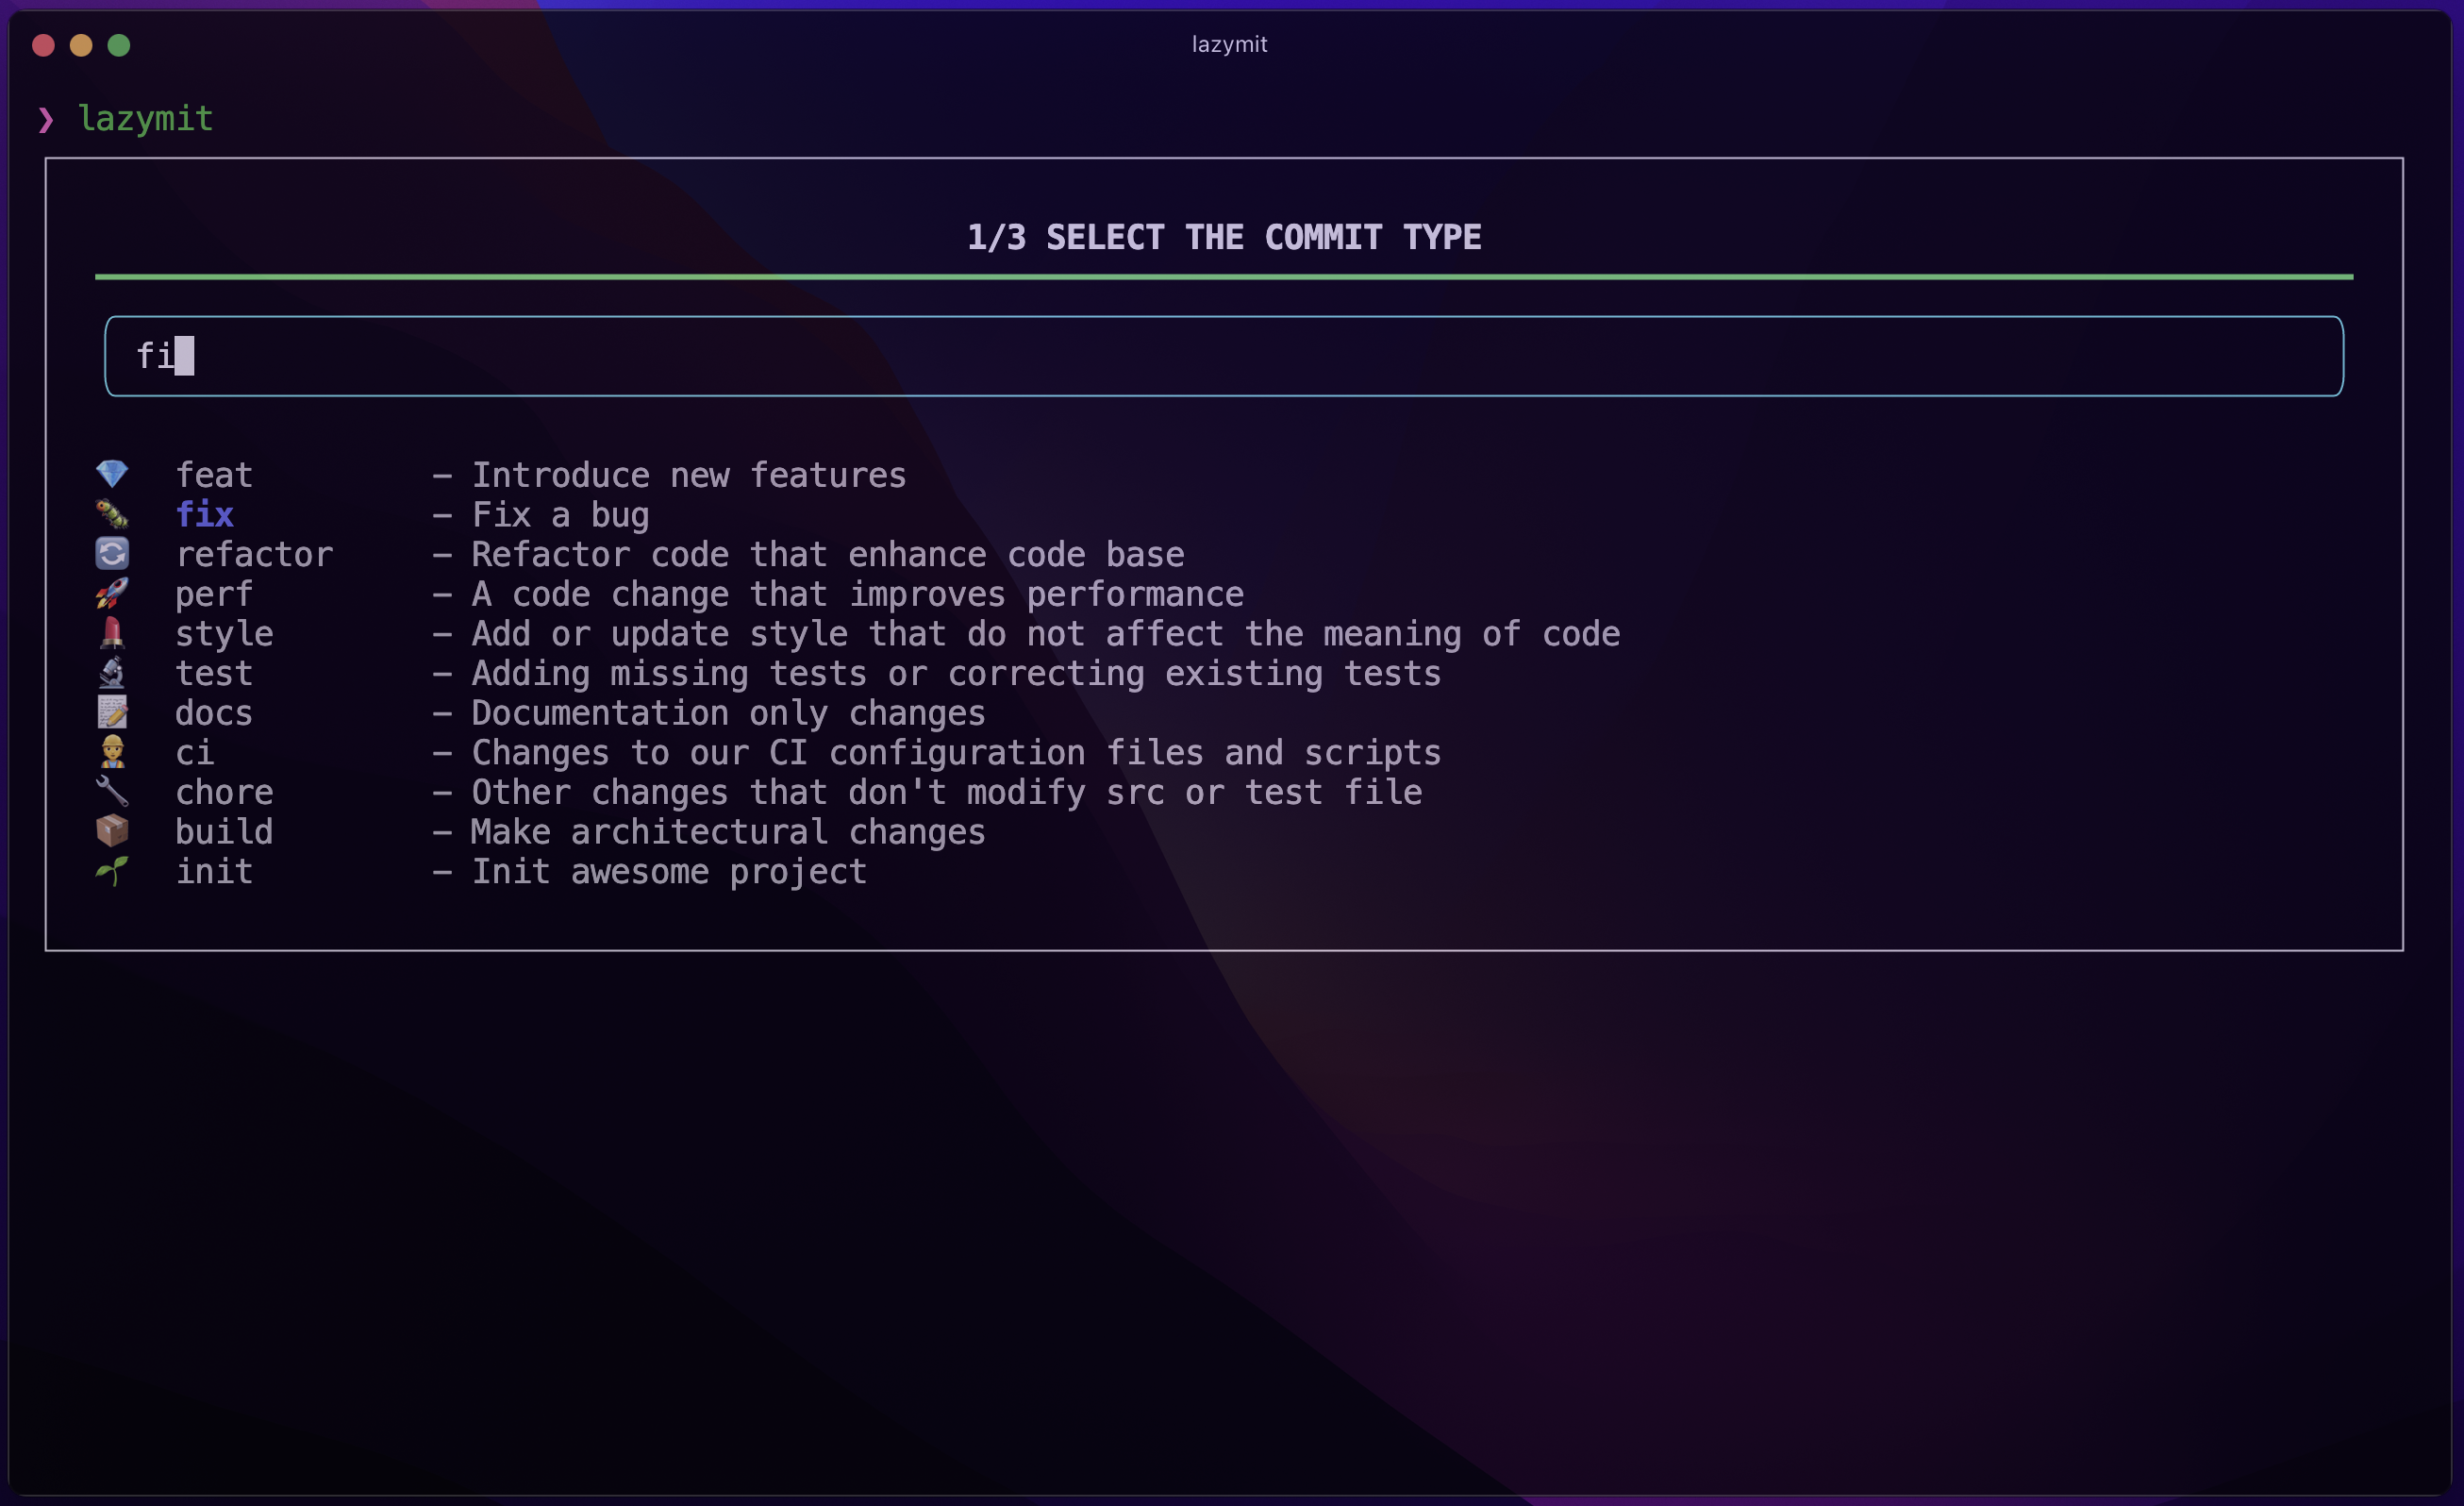 lazymit
❯ lazymit
1/3 SELECT THE COMMIT TYPE
fi
💎 feat – Introduce new features
🐛 fix – Fix a bug
🔄 refactor – Refactor code that enhance code base
🚀 perf – A code change that improves performance
💄 style – Add or update style that do not affect the meaning of code
🔬 test – Adding missing tests or correcting existing tests
📝 docs – Documentation only changes
👷 ci – Changes to our CI configuration files and scripts
🔧 chore – Other changes that don't modify src or test file
📦 build – Make architectural changes
🌱 init – Init awesome project